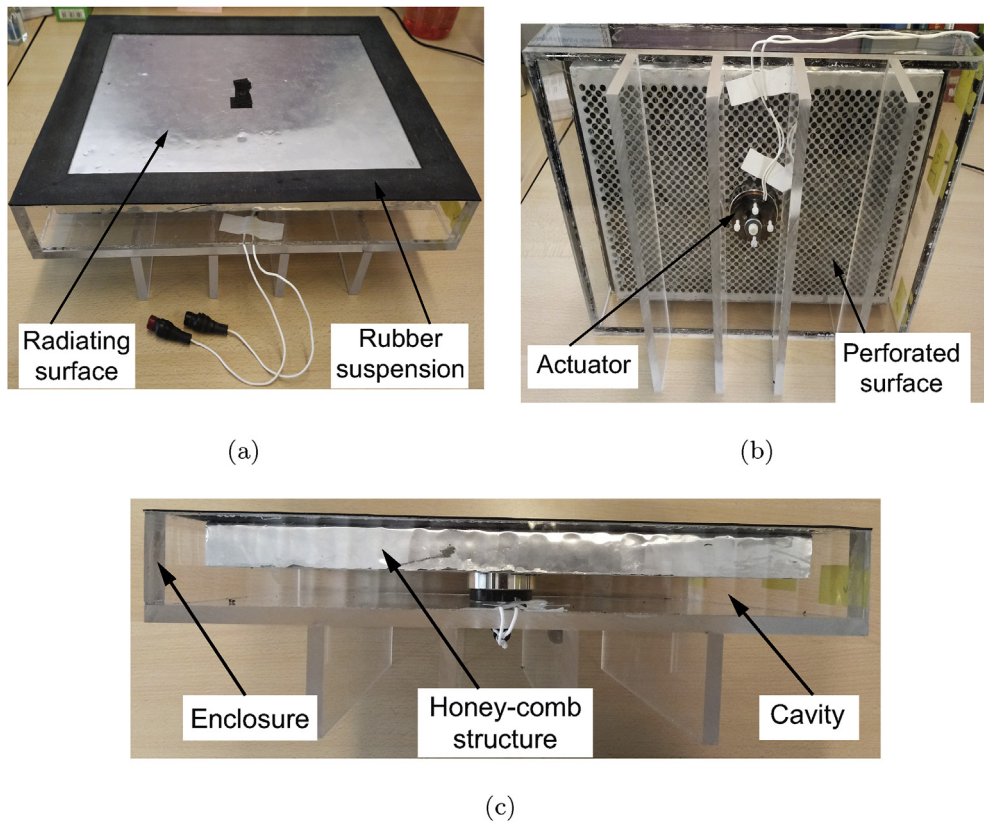 Radiating
surface
Rubber
suspension
(a)
Actuator
Perforated
surface
(b)
Enclosure
Honey-comb
structure
Cavity
(c)